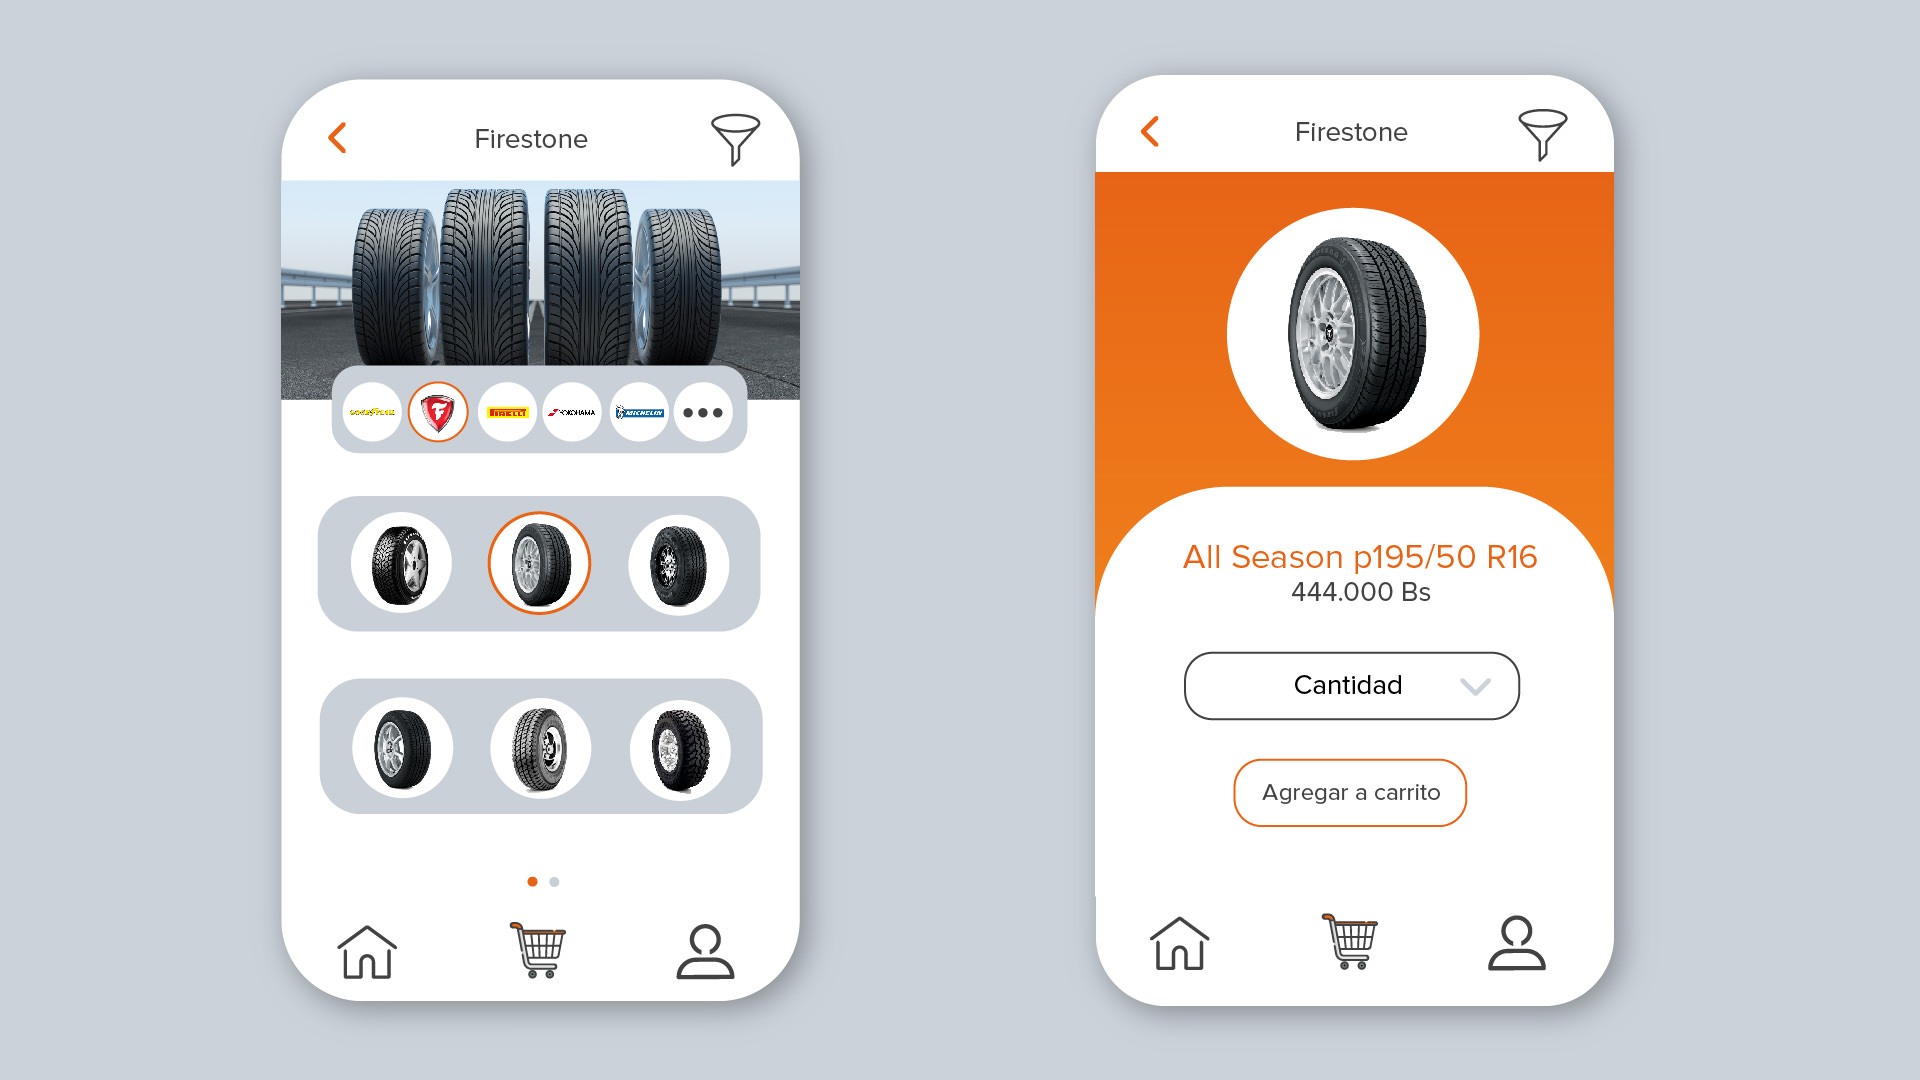 Firestone
GOODYEAR
PIRELLI
YOKOHAMA
MICHELIN
Firestone
All Season p195/50 R16
444.000 Bs
Cantidad
Agregar a carrito